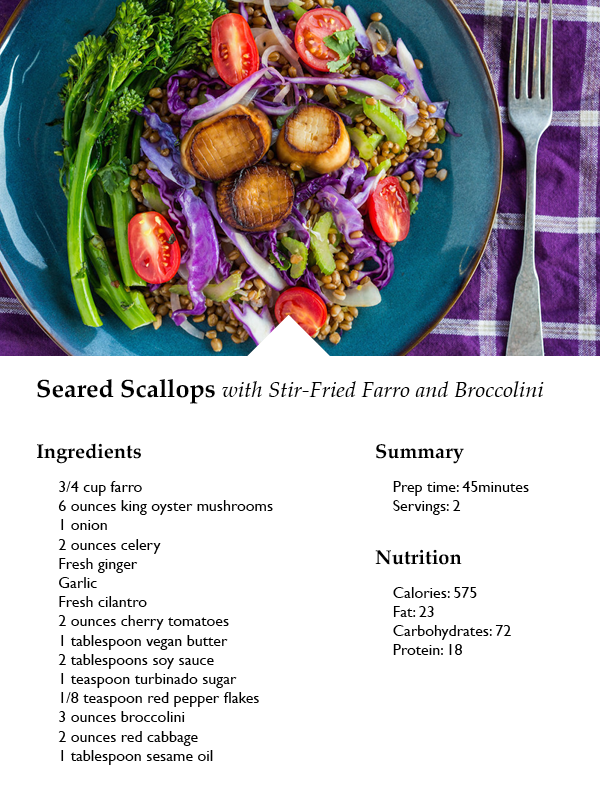 Seared Scallops with Stir-Fried Farro and Broccolini
Ingredients
3/4 cup farro
6 ounces king oyster mushrooms
1 onion
2 ounces celery
Fresh ginger
Garlic
Fresh cilantro
2 ounces cherry tomatoes
1 tablespoon vegan butter
2 tablespoons soy sauce
1 teaspoon turbinado sugar
1/8 teaspoon red pepper flakes
3 ounces broccolini
2 ounces red cabbage
1 tablespoon sesame oil
Summary
Prep time: 45minutes
Servings: 2
Nutrition
Calories: 575
Fat: 23
Carbohydrates: 72
Protein: 18